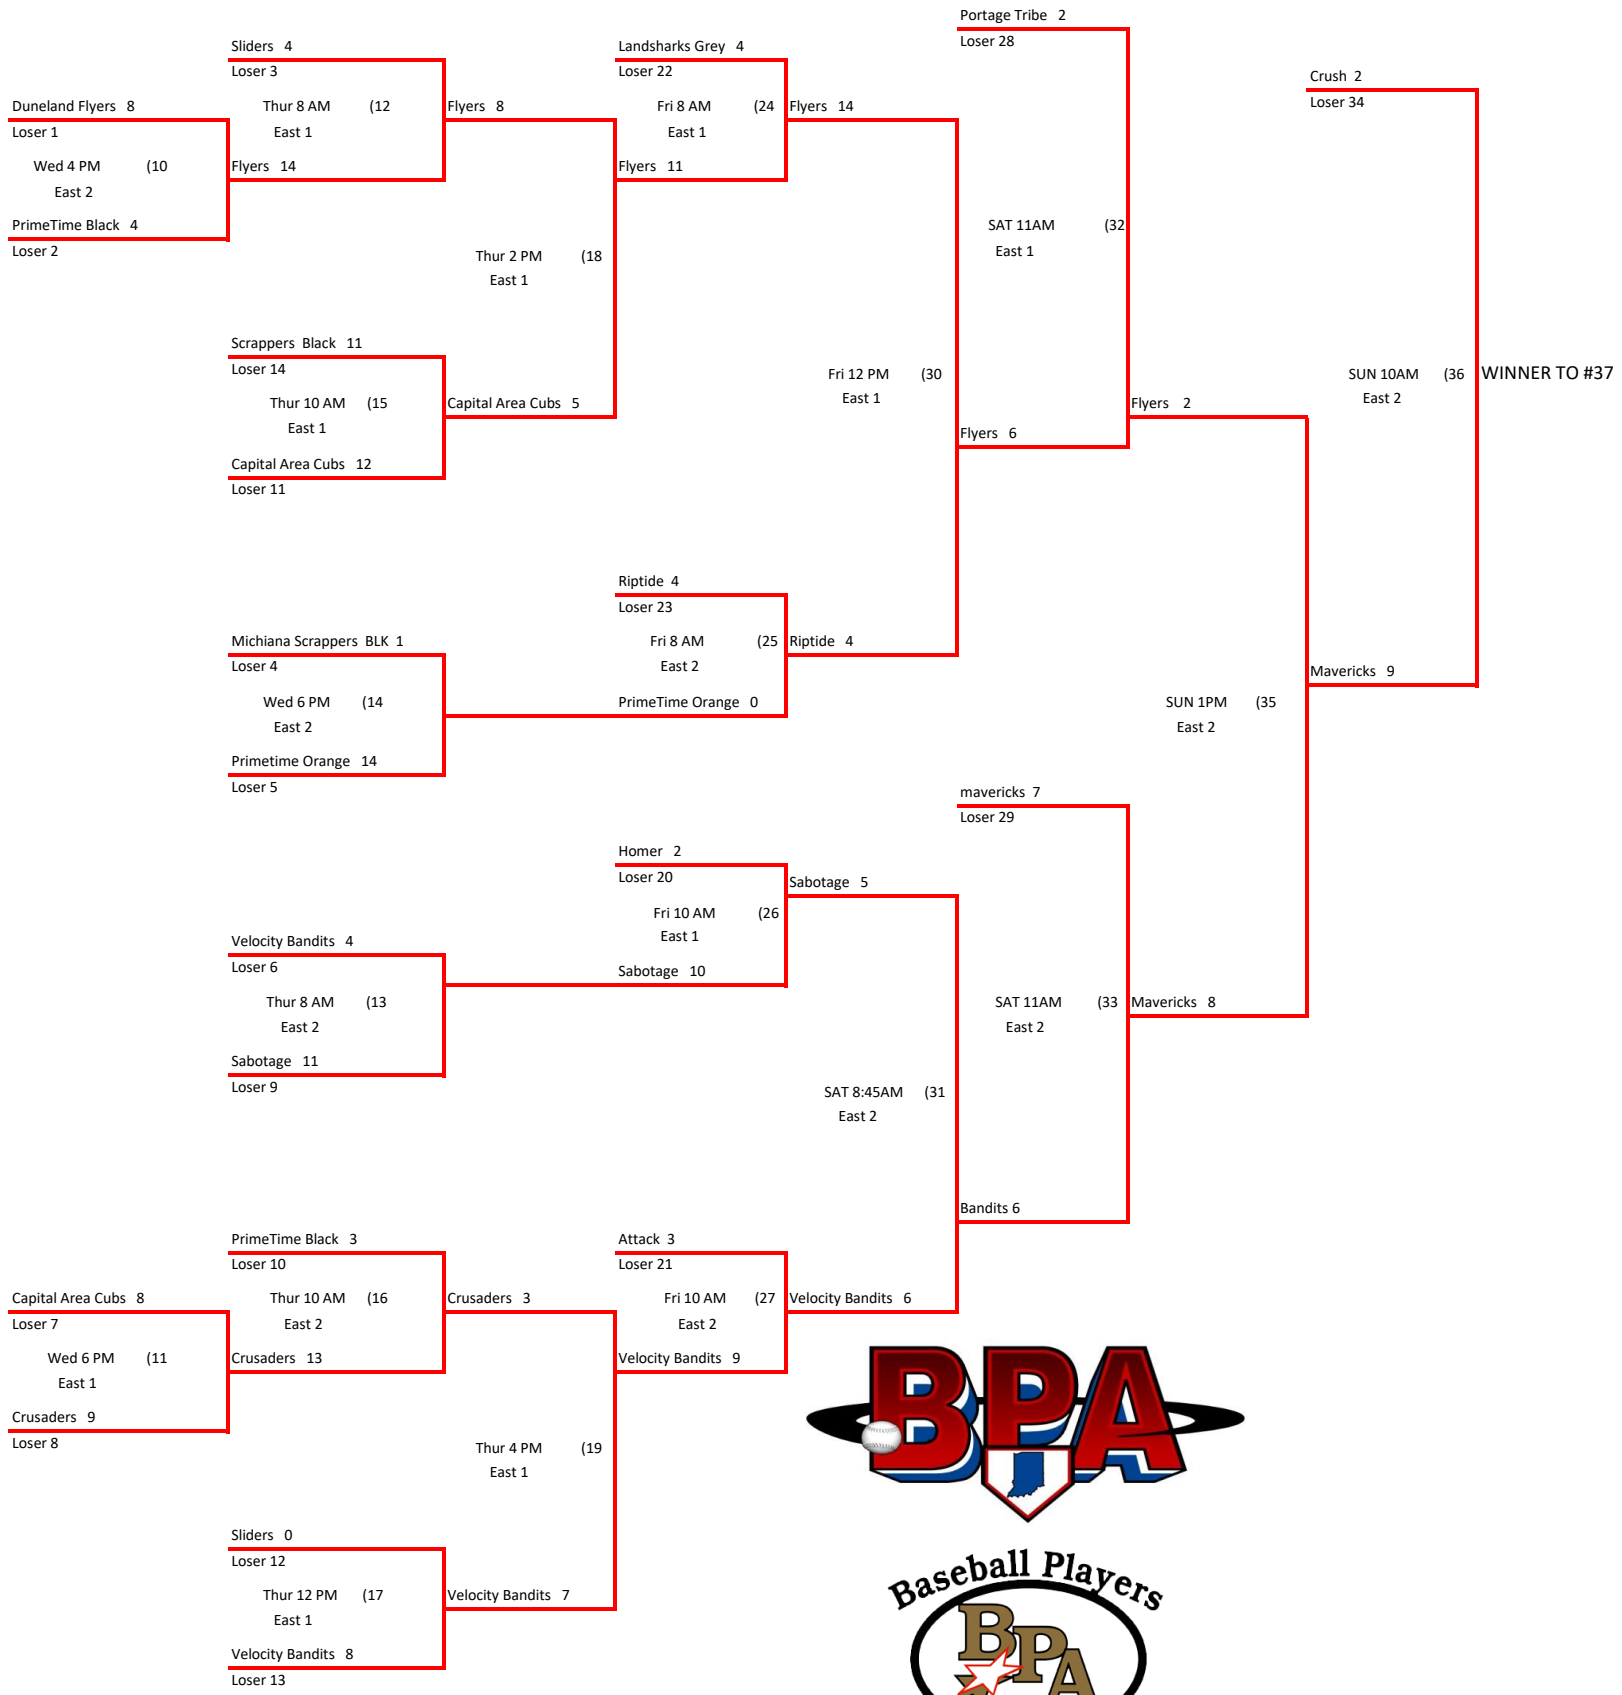 Portage Tribe 2
Loser 28
Sliders 4
Loser 3
Landsharks Grey 4
Loser 22
Crush 2
Loser 34
Duneland Flyers 8
Loser 1
Thur 8 AM (12
East 1
Flyers 8
Fri 8 AM (24
East 1
Flyers 14
Wed 4 PM (10
East 2
Flyers 14
Flyers 11
PrimeTime Black 4
Loser 2
Thur 2 PM (18
East 1
SAT 11AM (32
East 1
Scrappers Black 11
Loser 14
Thur 10 AM (15
East 1
Capital Area Cubs 5
Fri 12 PM (30
East 1
Flyers 2
SUN 10AM (36
East 2
WINNER TO #37
Capital Area Cubs 12
Loser 11
Flyers 6
Riptide 4
Loser 23
Michiana Scrappers BLK 1
Loser 4
Fri 8 AM (25
East 2
Riptide 4
Mavericks 9
Wed 6 PM (14
East 2
PrimeTime Orange 0
SUN 1PM (35
East 2
Primetime Orange 14
Loser 5
mavericks 7
Loser 29
Homer 2
Loser 20
Sabotage 5
Fri 10 AM (26
East 1
Velocity Bandits 4
Loser 6
Sabotage 10
Thur 8 AM (13
East 2
SAT 11AM (33
East 2
Mavericks 8
Sabotage 11
Loser 9
SAT 8:45AM (31
East 2
Bandits 6
PrimeTime Black 3
Loser 10
Attack 3
Loser 21
Capital Area Cubs 8
Loser 7
Thur 10 AM (16
East 2
Crusaders 3
Fri 10 AM (27
East 2
Velocity Bandits 6
Wed 6 PM (11
East 1
Crusaders 13
Velocity Bandits 9
Crusaders 9
Loser 8
Thur 4 PM (19
East 1
BPA
Sliders 0
Loser 12
Thur 12 PM (17
East 1
Velocity Bandits 7
Velocity Bandits 8
Loser 13
Baseball Players
BPA